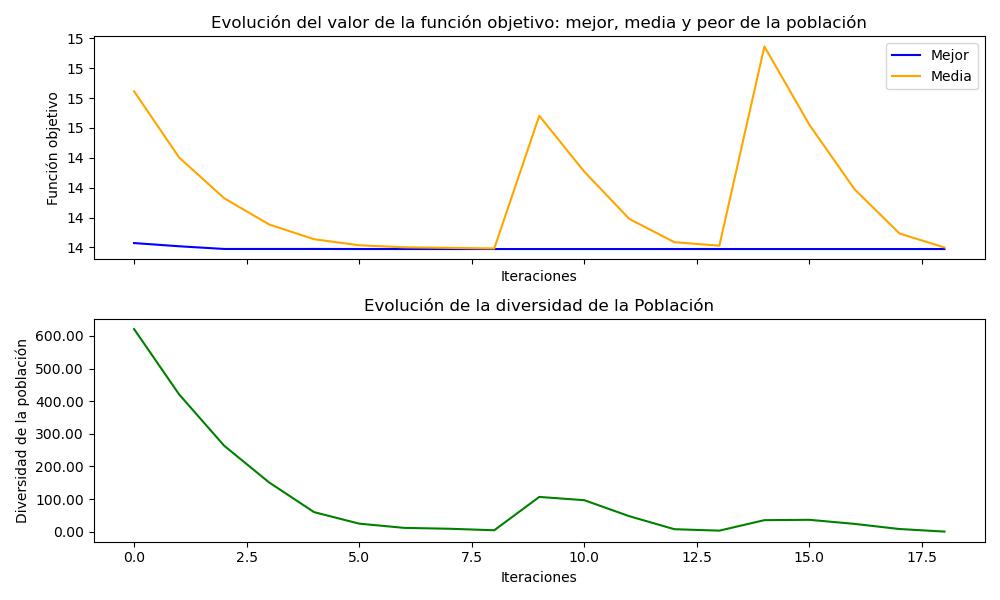 Evolución del valor de la función objetivo: mejor, media y peor de la población
15
15
15
15
14
14
14
14
Función objetivo
Mejor
Media
Iteraciones
Evolución de la diversidad de la Población
600.00
500.00
400.00
300.00
200.00
100.00
0.00
Diversidad de la población
0.0 2.5 5.0 7.5 10.0 12.5 15.0 17.5
Iteraciones